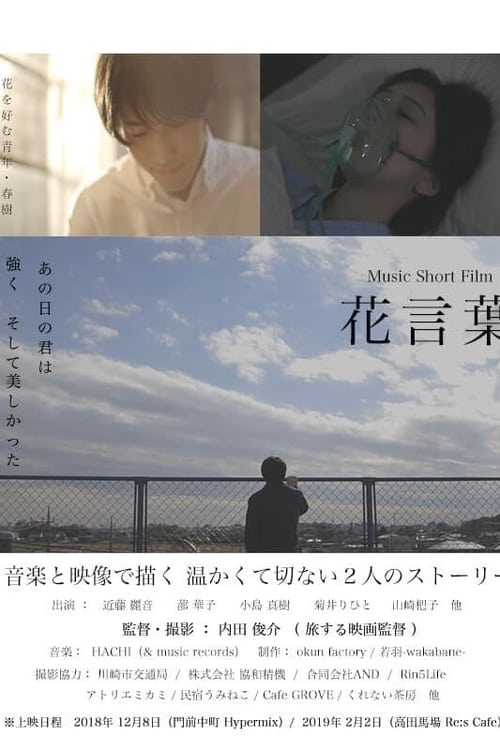 花を好む青年・春樹
あの日の君は
強く そして美しかった
Music Short Film
花言葉
音楽と映像で描く 温かくて切ない2人のストーリー
出演： 近藤 麗音 蔀 華子 小島 真樹 菊井りひと 山崎杷子 他
監督・撮影： 内田 俊介 (旅する映画監督)
音楽： HACHI (& music records) 制作： okun factory / 若羽-wakabane-
撮影協力： 川崎市交通局 / 株式会社 協和精機 / 合同会社AND / Rin5Life
アトリエミカミ / 民宿うみねこ / Cafe GROVE / くれない茶房 他
※上映日程 2018年 12月8日 (門前中町 Hypermix) / 2019年 2月2日 (高田馬場 Re:s Cafe)